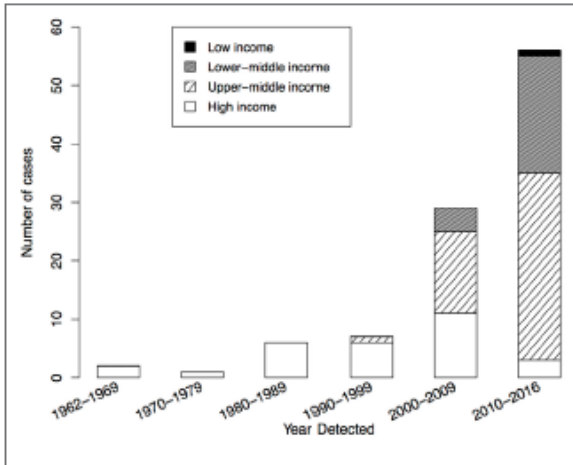 60
50
40
30
20
10
0
Number of cases
Low income
Lower-middle income
Upper-middle income
High income
1962-1969
1970-1979
1980-1989
1990-1999
2000-2009
2010-2016
Year Detected